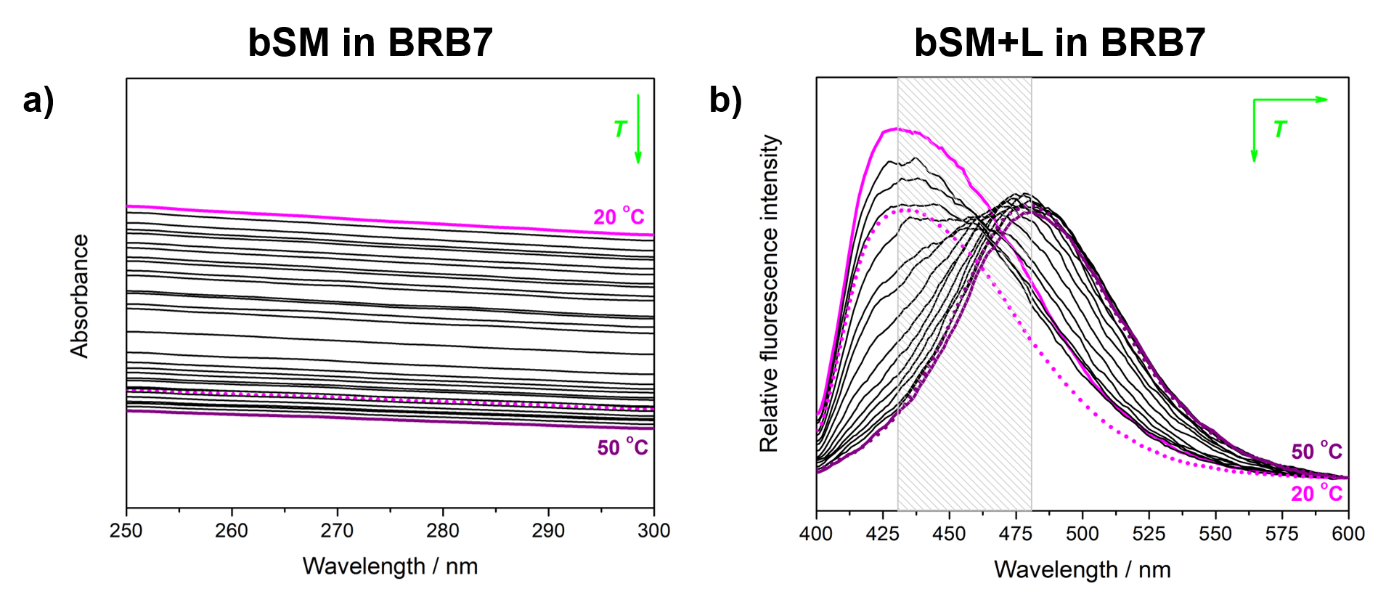 bSM in BRB7
a)
T
20 °C
50 °C
Absorbance
250 260 270 280 290 300
Wavelength / nm
bSM+L in BRB7
b)
T
50 °C
20 °C
Relative fluorescence intensity
400 425 450 475 500 525 550 575 600
Wavelength / nm